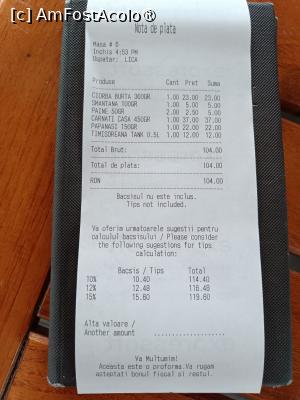 [c] AmFostAcolo®
Nota de plata
Masa # 6
Inchis 4:53 PM
Ospatar: LICA
Produse Cant Pret Suma
CIORBA BURTA 300GR 1.00 23.00 23.00
SMANTANA 100GR 1.00 5.00 5.00
PAINE 50GR 2.00 2.50 5.00
CARNATI CASA 450GR 1.00 37.00 37.00
PAPANASI 150GR 1.00 22.00 22.00
TIMISOREANA TANK 0.5L 1.00 12.00 12.00
Total Brut: 104.00
Total de plata: 104.00
RON 104.00
Bacsisul nu este inclus.
Tips not included.
Va oferim urmatoarele sugestii pentru
calculul bacsisului / Please consider
the following suggestions for tips
calculation:
Bacsis / Tips Total
10% 10.40 114.40
12% 12.48 116.48
15% 15.60 119.60
Alta valoare /
Another amount ....................
Va Multumim!
Aceasta este o proforma.Va rugam
asteptati bonul fiscal si restul.